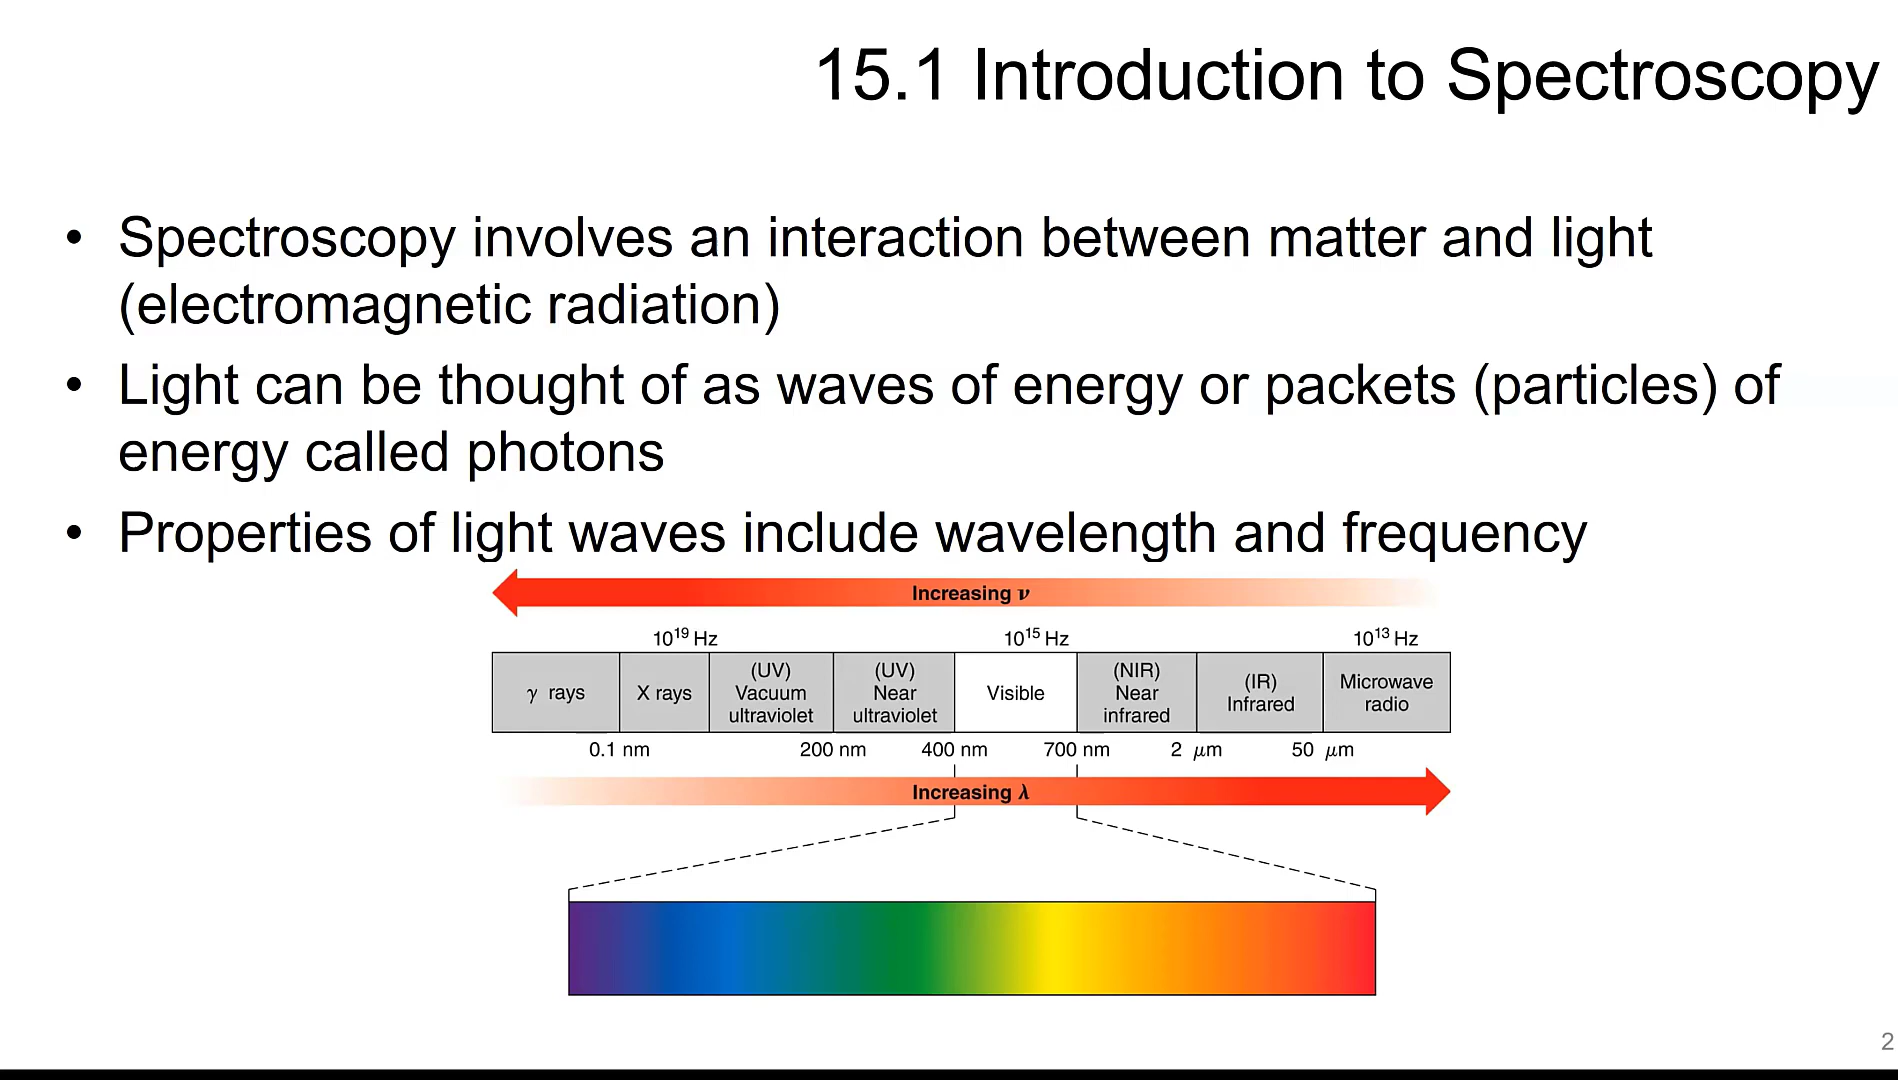 15.1 Introduction to Spectroscopy
• Spectroscopy involves an interaction between matter and light
(electromagnetic radiation)
• Light can be thought of as waves of energy or packets (particles) of
energy called photons
• Properties of light waves include wavelength and frequency
Increasing ν
10¹⁹ Hz 10¹⁵ Hz 10¹³ Hz
γ rays
X rays
(UV)
Vacuum
ultraviolet
(UV)
Near
ultraviolet
Visible
(NIR)
Near
infrared
(IR)
Infrared
Microwave
radio
0.1 nm 200 nm 400 nm 700 nm 2 μm 50 μm
Increasing λ
2